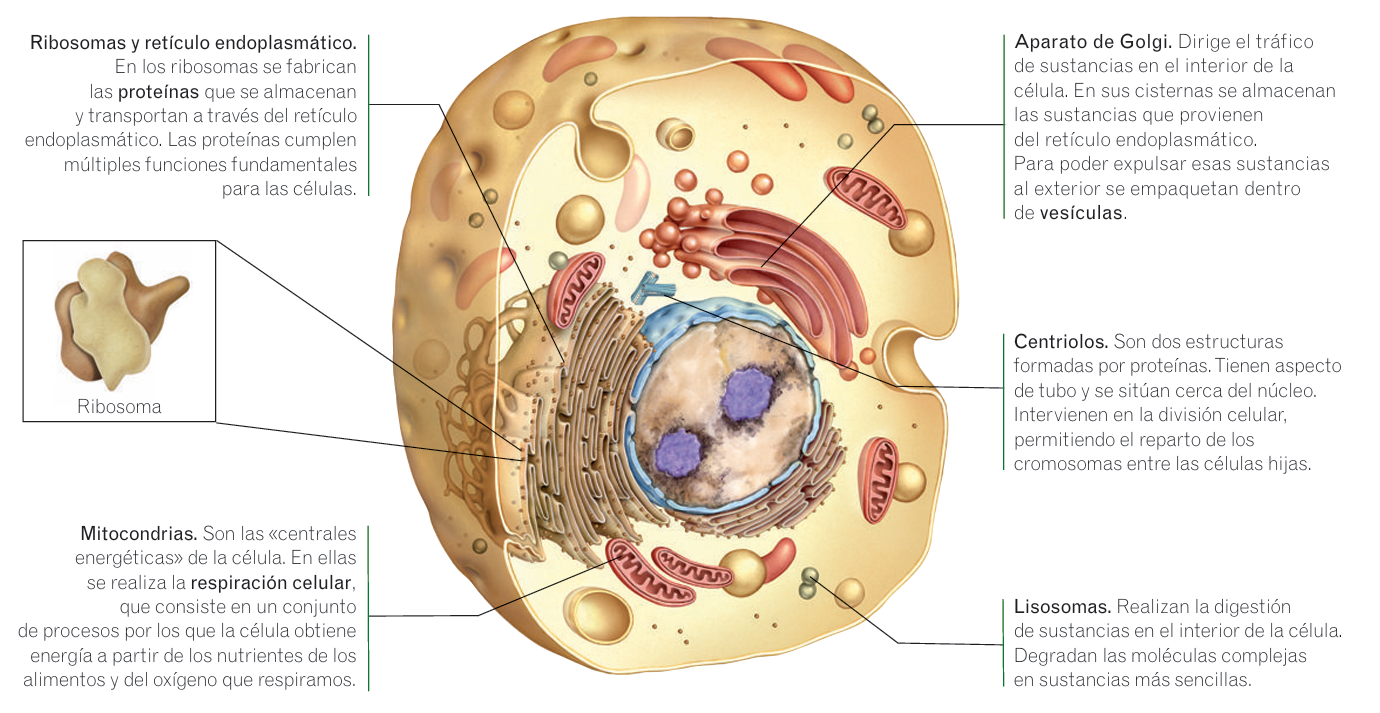 Ribosomas y retículo endoplasmático.
En los ribosomas se fabrican
las proteínas que se almacenan
y transportan a través del retículo
endoplasmático. Las proteínas cumplen
múltiples funciones fundamentales
para las células.
Ribosoma
Mitocondrias. Son las «centrales
energéticas» de la célula. En ellas
se realiza la respiración celular,
que consiste en un conjunto
de procesos por los que la célula obtiene
energía a partir de los nutrientes de los
alimentos y del oxígeno que respiramos.
Aparato de Golgi. Dirige el tráfico
de sustancias en el interior de la
célula. En sus cisternas se almacenan
las sustancias que provienen
del retículo endoplasmático.
Para poder expulsar esas sustancias
al exterior se empaquetan dentro
de vesículas.
Centriolos. Son dos estructuras
formadas por proteínas. Tienen aspecto
de tubo y se sitúan cerca del núcleo.
Intervienen en la división celular,
permitiendo el reparto de los
cromosomas entre las células hijas.
Lisosomas. Realizan la digestión
de sustancias en el interior de la célula.
Degradan las moléculas complejas
en sustancias más sencillas.